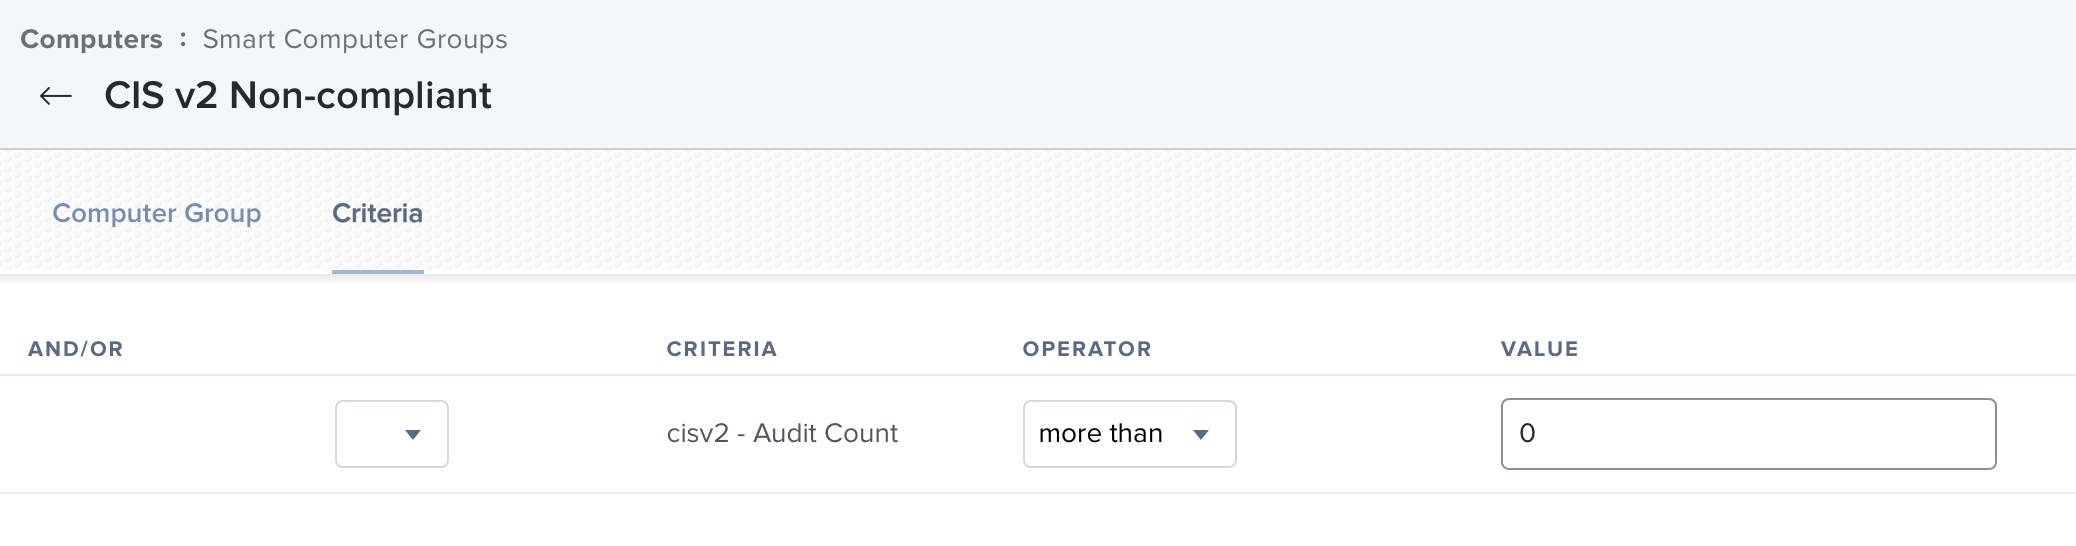 Computers : Smart Computer Groups
← CIS v2 Non-compliant
Computer Group Criteria
AND/OR CRITERIA OPERATOR VALUE
cisv2 - Audit Count more than 0